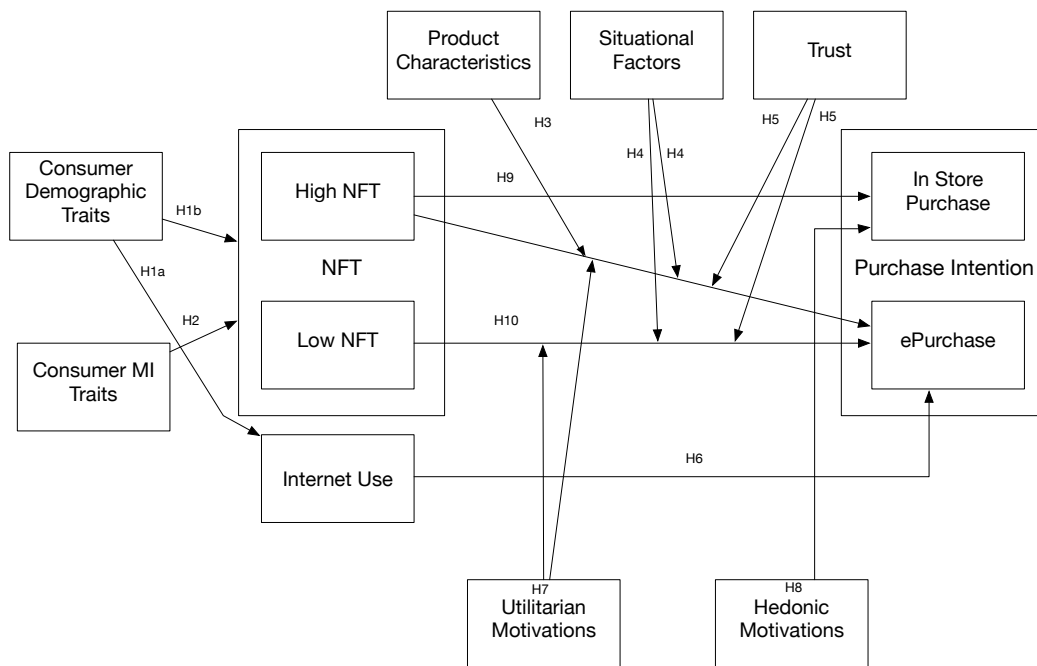 Product
Characteristics
Situational
Factors
Trust
H3
H4
H4
H5
H5
Consumer
Demographic
Traits
H1b
H1a
H2
Consumer MI
Traits
High NFT
NFT
Low NFT
H9
H10
In Store
Purchase
Purchase Intention
ePurchase
Internet Use
H6
H7
Utilitarian
Motivations
H8
Hedonic
Motivations